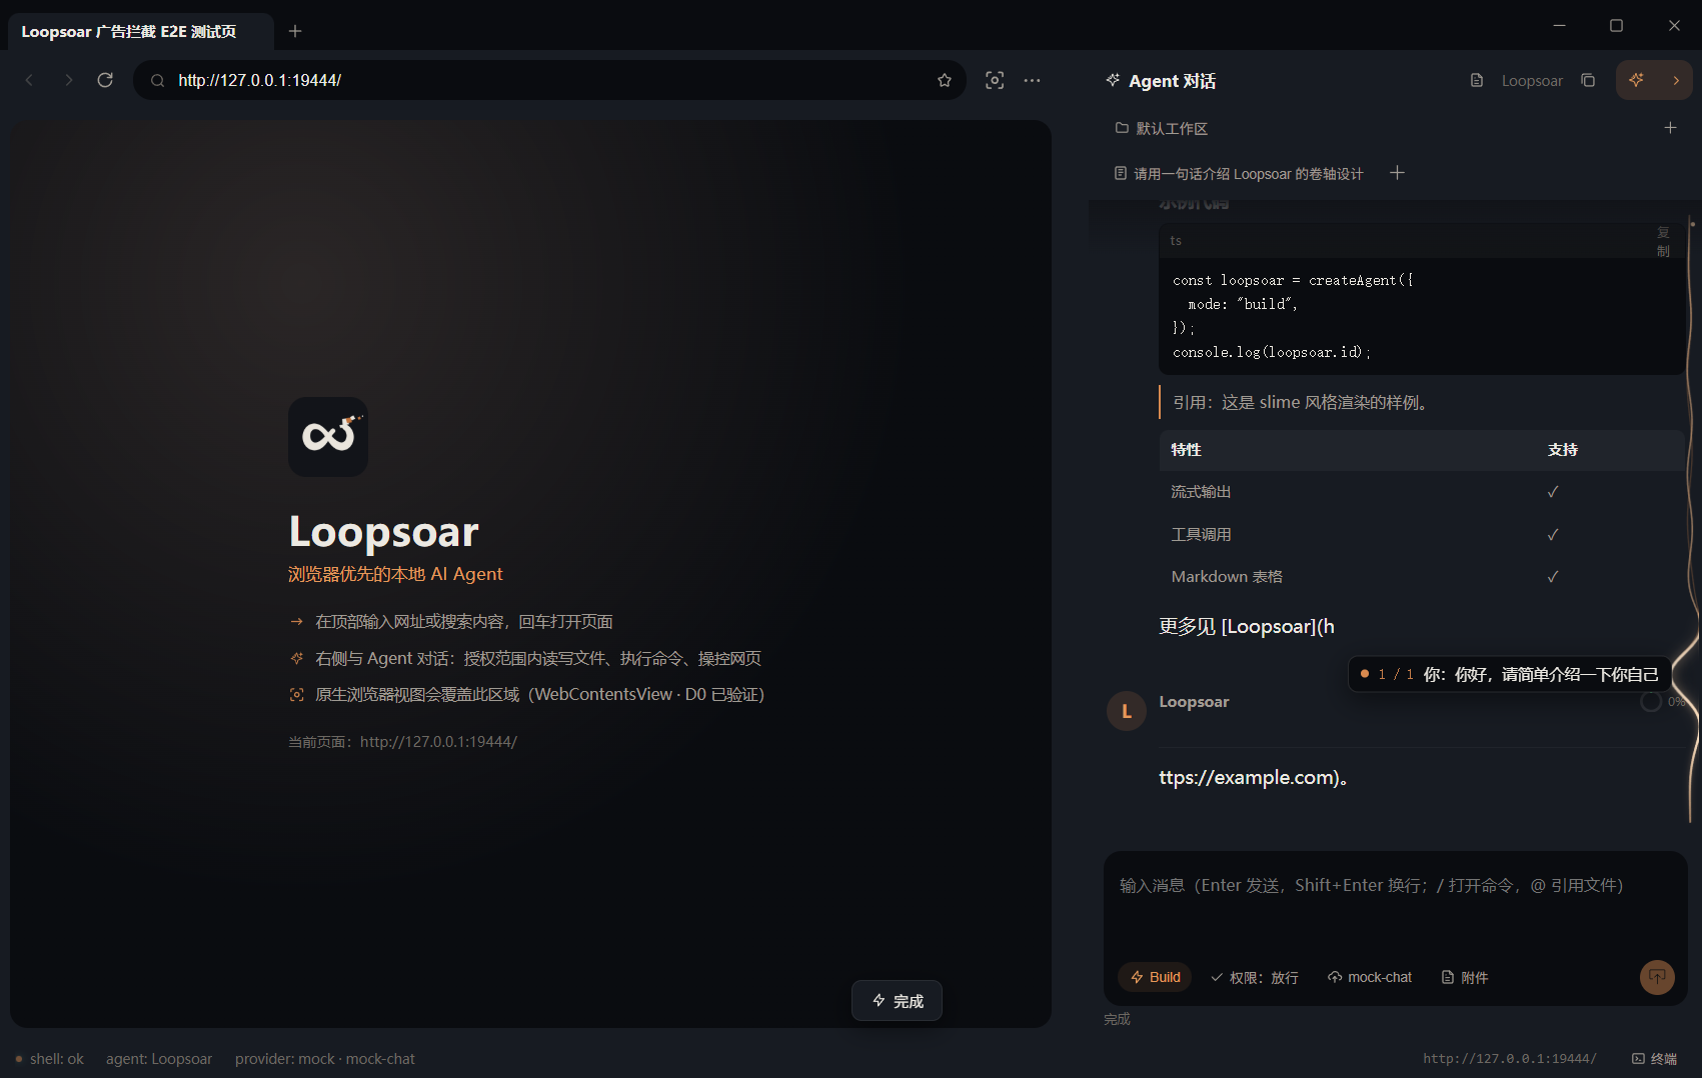 Loopsoar 广告拦截 E2E 测试页
http://127.0.0.1:19444/
Loopsoar
浏览器优先的本地 AI Agent
在顶部输入网址或搜索内容，回车打开页面
右侧与 Agent 对话：授权范围内读写文件、执行命令、操控网页
原生浏览器视图会覆盖此区域（WebContentsView · D0 已验证）
当前页面：http://127.0.0.1:19444/
完成
Agent 对话
Loopsoar
默认工作区
请用一句话介绍 Loopsoar 的卷轴设计
示例代码
ts
复制
const loopsoar = createAgent({
  mode: "build",
});
console.log(loopsoar.id);
引用：这是 slime 风格渲染的样例。
特性 支持
流式输出 ✓
工具调用 ✓
Markdown 表格 ✓
更多见 [Loopsoar](h
1 / 1 你：你好，请简单介绍一下你自己
L
Loopsoar
0%
ttps://example.com)。
输入消息（Enter 发送，Shift+Enter 换行；/ 打开命令，@ 引用文件）
Build 权限：放行 mock-chat 附件
完成
shell: ok agent: Loopsoar provider: mock · mock-chat
http://127.0.0.1:19444/ 终端